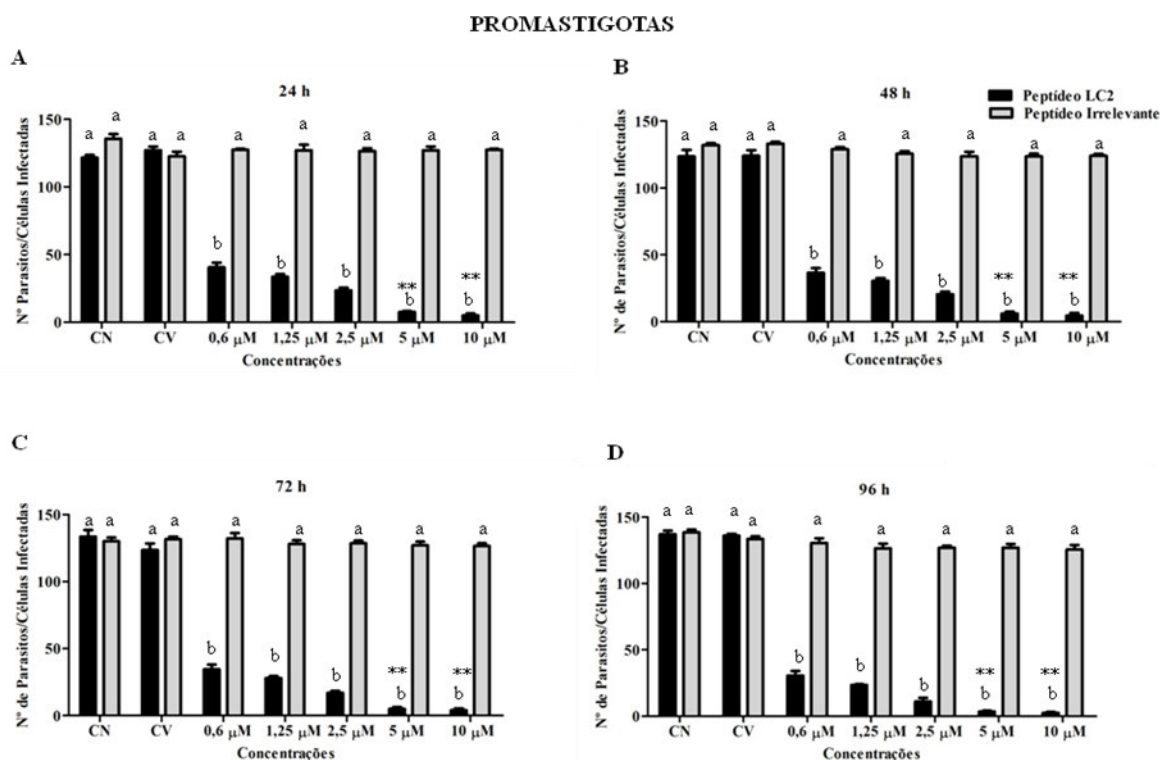 PROMASTIGOTAS
A
24 h
Nº Parasitos/Células Infectadas
150
100
50
0
a a a a a a a a a
b b b ** b ** b
CN CV 0,6 μM 1,25 μM 2,5 μM 5 μM 10 μM
Concentrações
B
48 h
Peptídeo LC2
Peptídeo Irrelevante
Nº de Parasitos/Células Infectadas
150
100
50
0
a a a a a a a a a
b b b ** b ** b
CN CV 0,6 μM 1,25 μM 2,5 μM 5 μM 10 μM
Concentrações
C
72 h
Nº de Parasitos/Células Infectadas
150
100
50
0
a a a a a a a a a
b b b ** b ** b
CN CV 0,6 μM 1,25 μM 2,5 μM 5 μM 10 μM
Concentrações
D
96 h
Nº de Parasitos/Células Infectadas
150
100
50
0
a a a a a a a a a
b b b ** b ** b
CN CV 0,6 μM 1,25 μM 2,5 μM 5 μM 10 μM
Concentrações